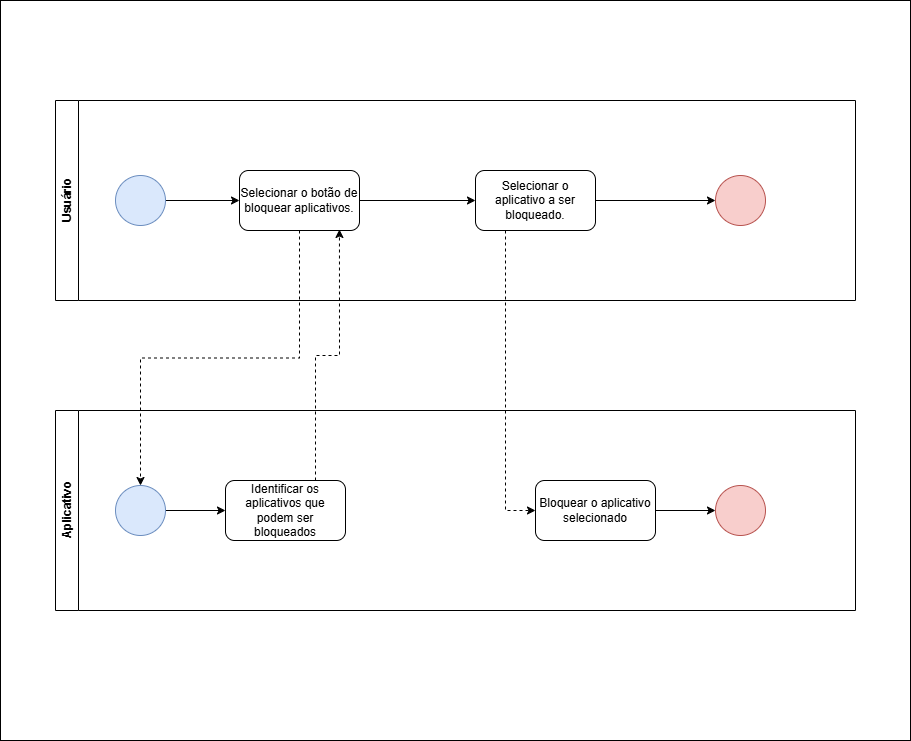 Usuário
Selecionar o botão de
bloquear aplicativos.
Selecionar o
aplicativo a ser
bloqueado.
Aplicativo
Identificar os
aplicativos que
podem ser
bloqueados
Bloquear o aplicativo
selecionado